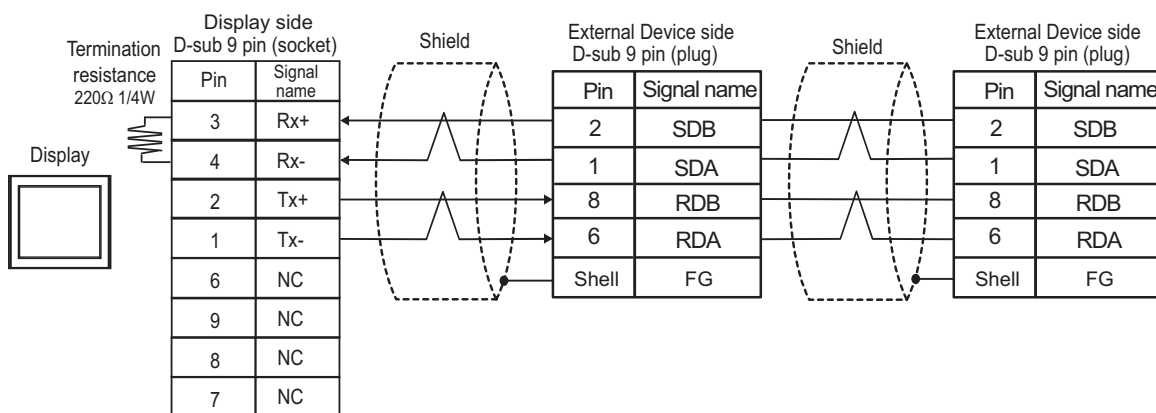 Display side
D-sub 9 pin (socket)
Termination
resistance
220Ω 1/4W
Display
Pin Signal name
3 Rx+
4 Rx-
2 Tx+
1 Tx-
6 NC
9 NC
8 NC
7 NC
Shield
External Device side
D-sub 9 pin (plug)
Pin Signal name
2 SDB
1 SDA
8 RDB
6 RDA
Shell FG
Shield
External Device side
D-sub 9 pin (plug)
Pin Signal name
2 SDB
1 SDA
8 RDB
6 RDA
Shell FG